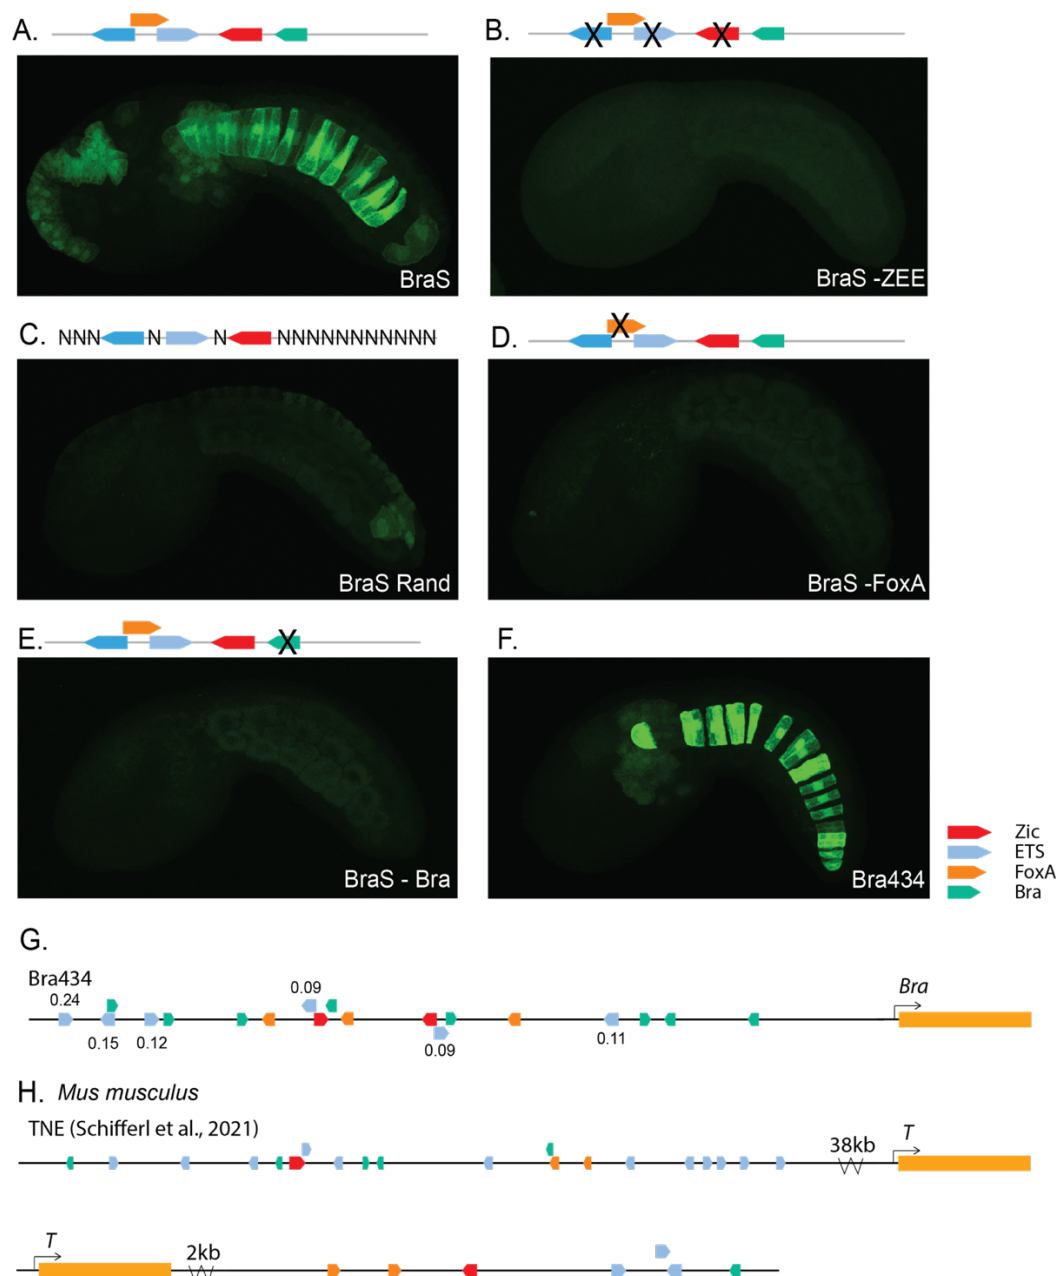 A.
B.
X X X
BraS
BraS -ZEE
C.
NNN N N NNNNNNNNNNN
D.
X
BraS Rand
BraS -FoxA
E.
X
F.
BraS - Bra
Bra434
Zic
ETS
FoxA
Bra
G.
Bra434
0.24
0.09
Bra
0.15
0.12
0.09
0.11
H. Mus musculus
TNE (Schifferl et al., 2021)
38kb
T
T
2kb